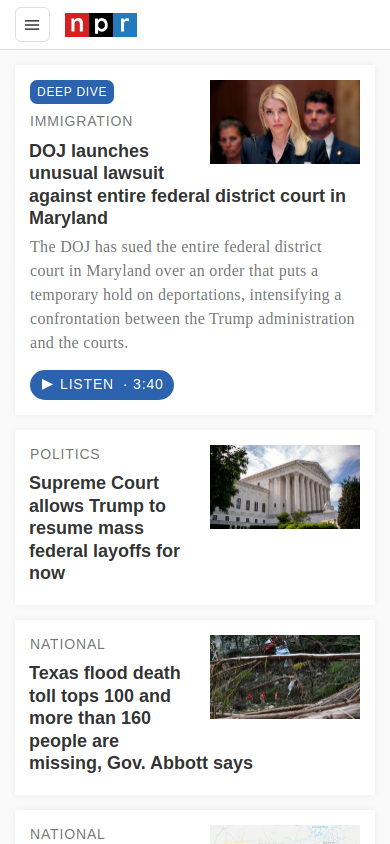 npr
DEEP DIVE
IMMIGRATION
DOJ launches
unusual lawsuit
against entire federal district court in
Maryland
The DOJ has sued the entire federal district
court in Maryland over an order that puts a
temporary hold on deportations, intensifying a
confrontation between the Trump administration
and the courts.
LISTEN · 3:40
POLITICS
Supreme Court
allows Trump to
resume mass
federal layoffs for
now
NATIONAL
Texas flood death
toll tops 100 and
more than 160
people are
missing, Gov. Abbott says
NATIONAL